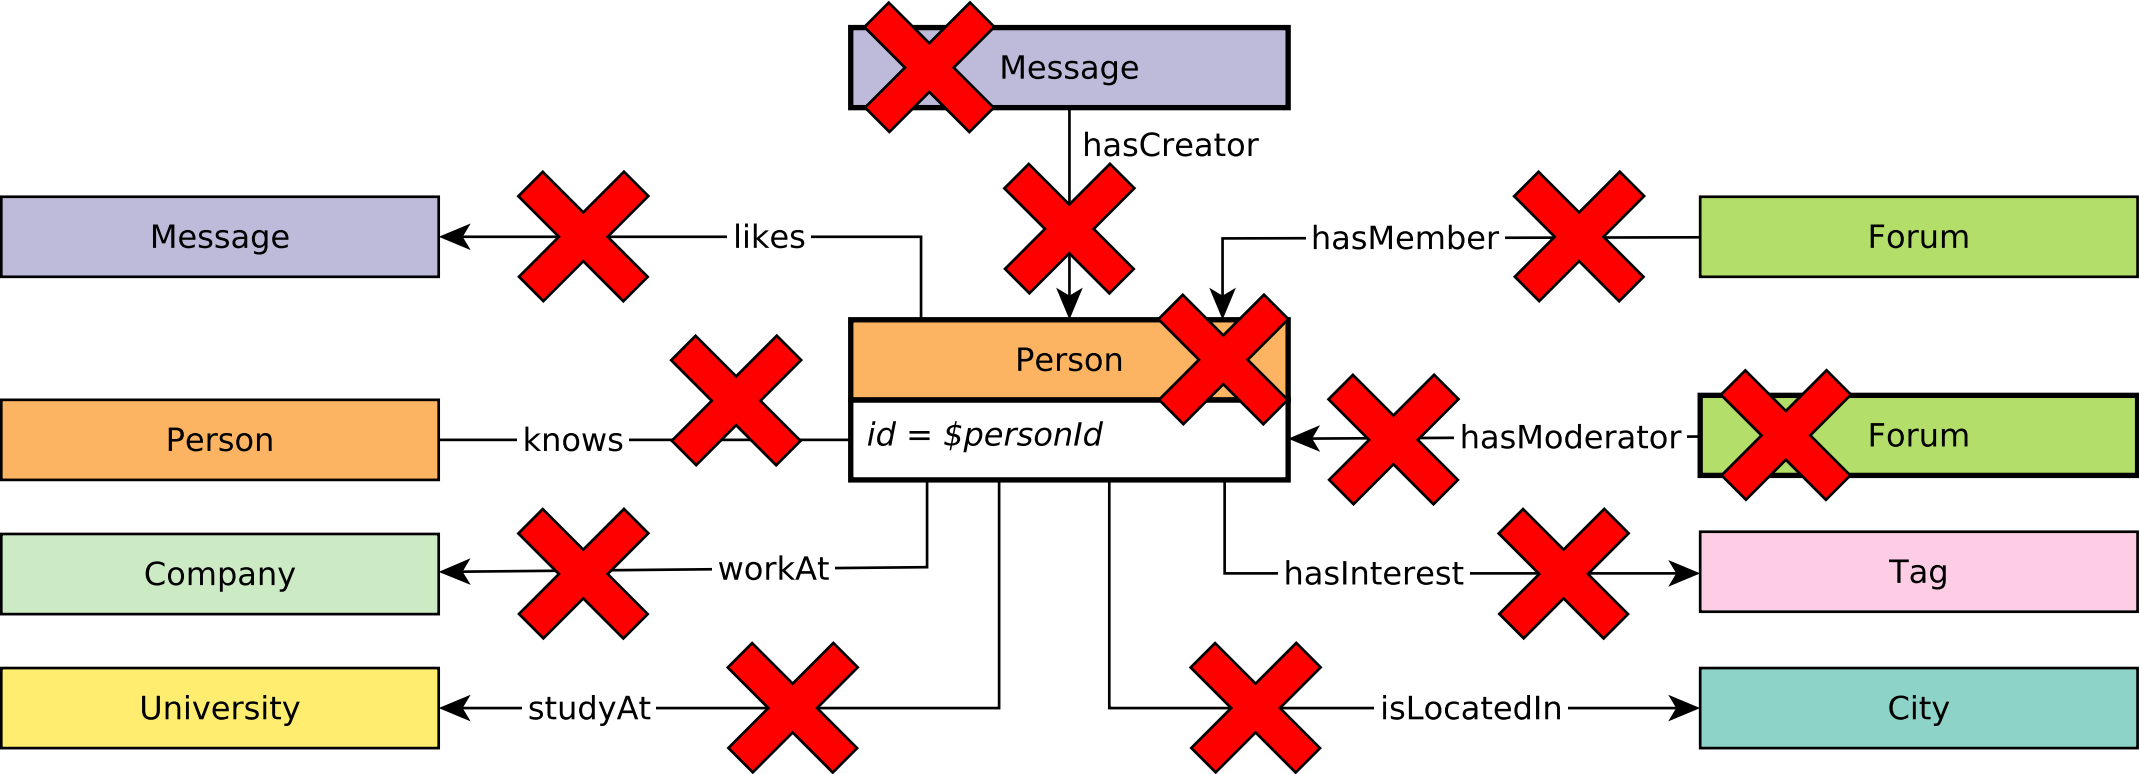 Message
hasCreator
Message
likes
hasMember
Forum
Person
id = $personId
Person
knows
hasModerator
Forum
Company
workAt
hasInterest
Tag
University
studyAt
isLocatedIn
City